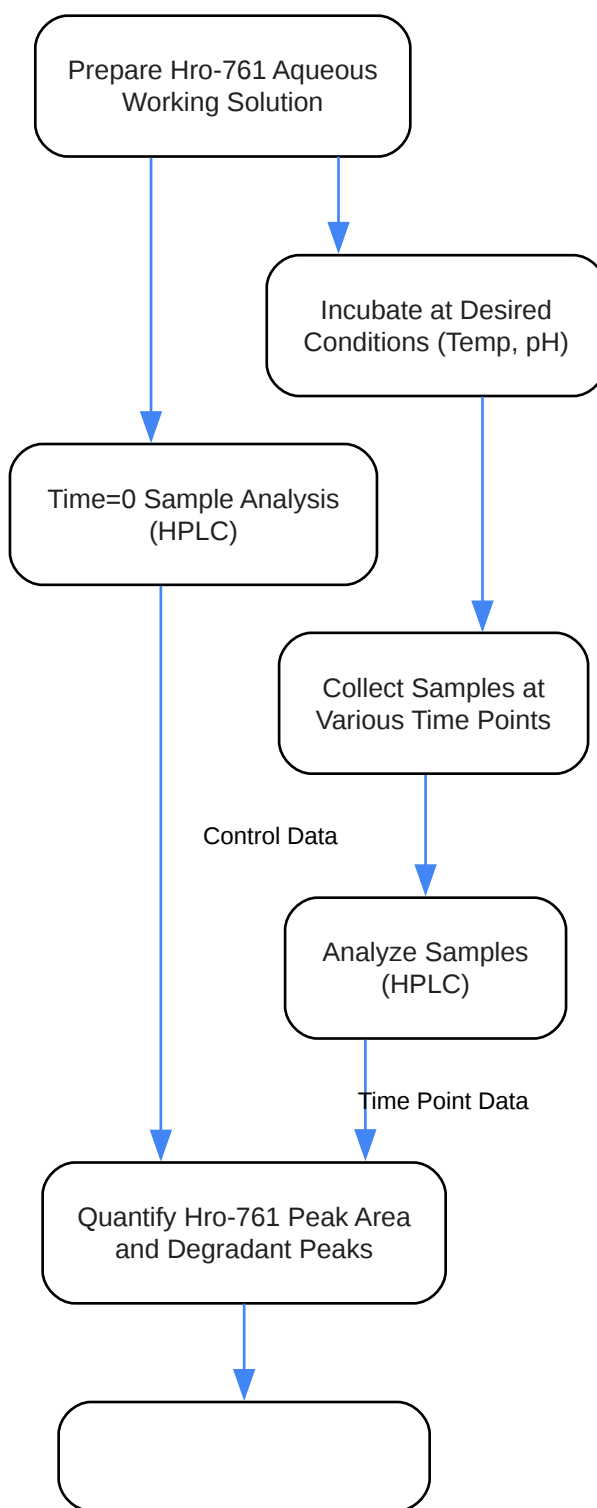 Prepare Hro-761 Aqueous
Working Solution
Incubate at Desired
Conditions (Temp, pH)
Time=0 Sample Analysis
(HPLC)
Collect Samples at
Various Time Points
Control Data
Analyze Samples
(HPLC)
Time Point Data
Quantify Hro-761 Peak Area
and Degradant Peaks